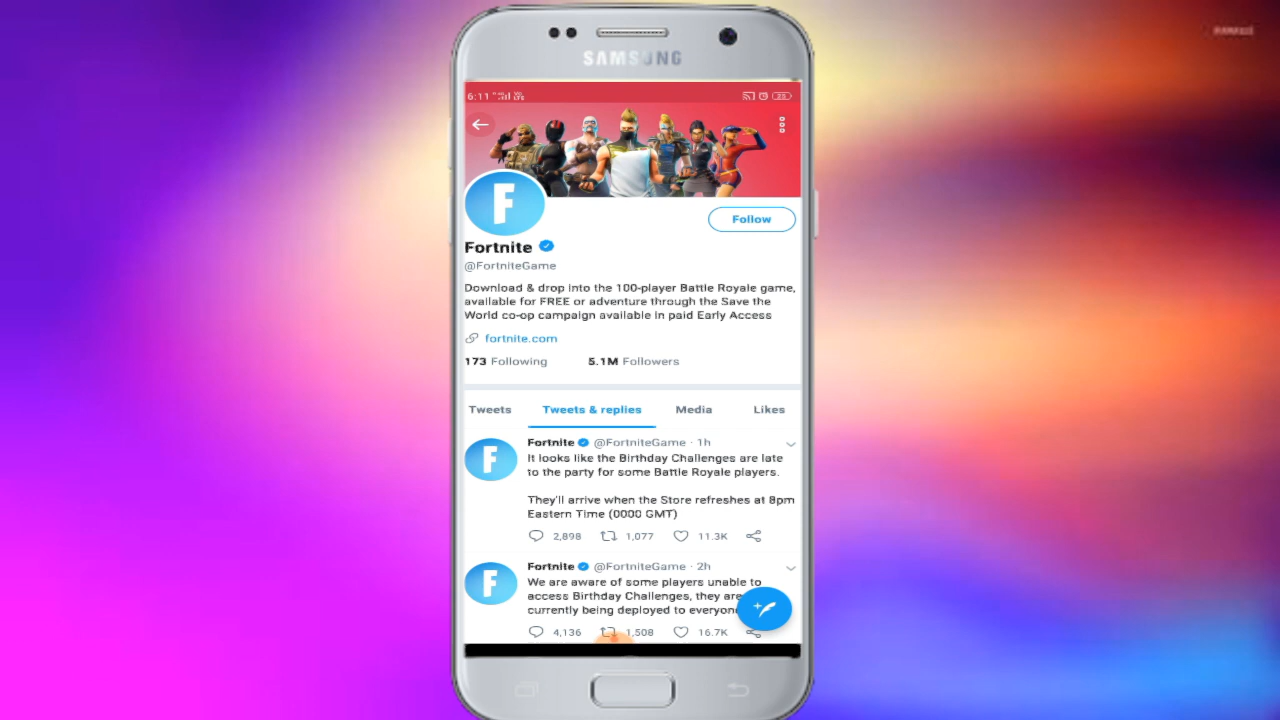 SAMSUNG
6:11
Follow
Fortnite
@FortniteGame
Download & drop into the 100-player Battle Royale game,
available for FREE or adventure through the Save the
World co-op campaign available in paid Early Access
fortnite.com
173 Following 5.1M Followers
Tweets Tweets & replies Media Likes
F
Fortnite @FortniteGame · 1h
It looks like the Birthday Challenges are late
to the party for some Battle Royale players.
They'll arrive when the Store refreshes at 8pm
Eastern Time (0000 GMT)
2,898 1,077 11.3K
F
Fortnite @FortniteGame · 2h
We are aware of some players unable to
access Birthday Challenges, they are
currently being deployed to everyon
4,136 1,508 16.7K